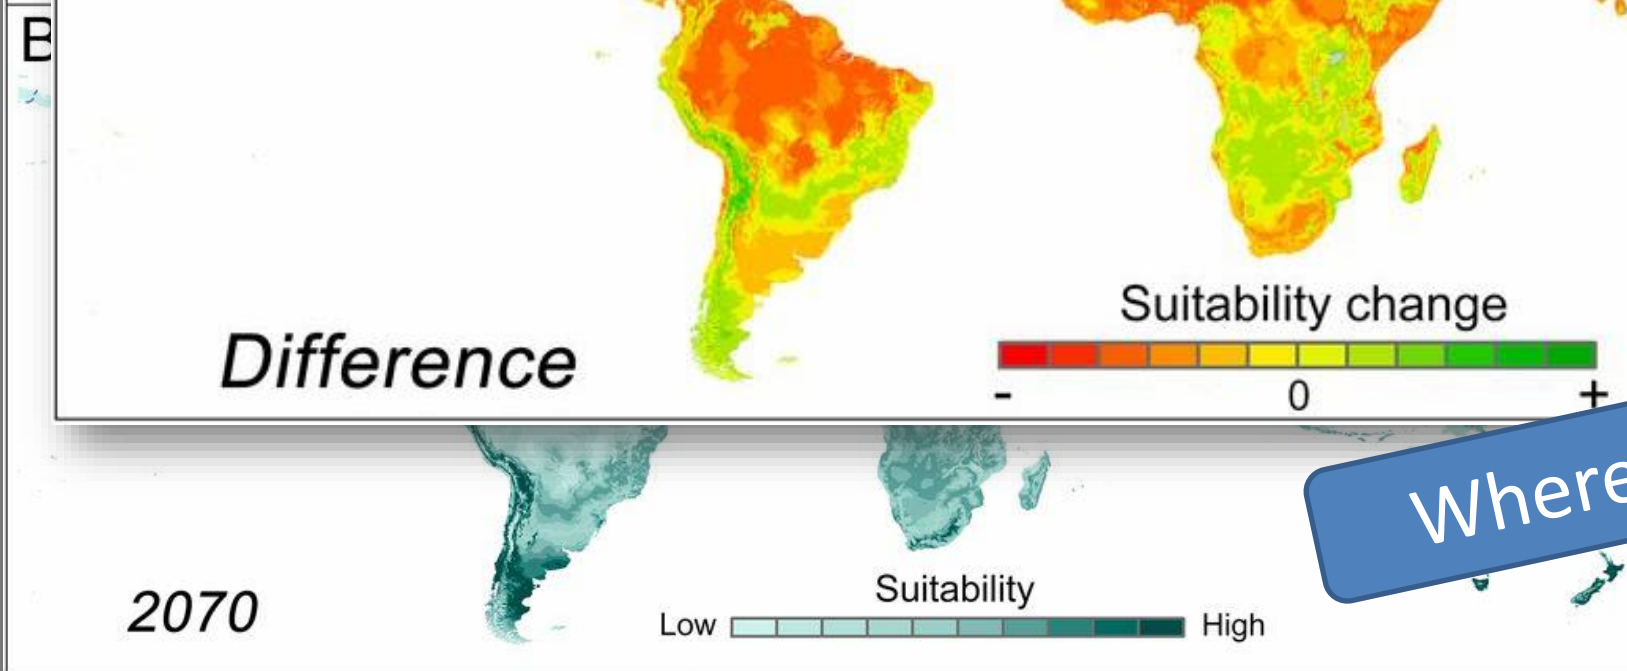 B
Suitability change
Difference
- 0 +
Where
Suitability
2070
Low High